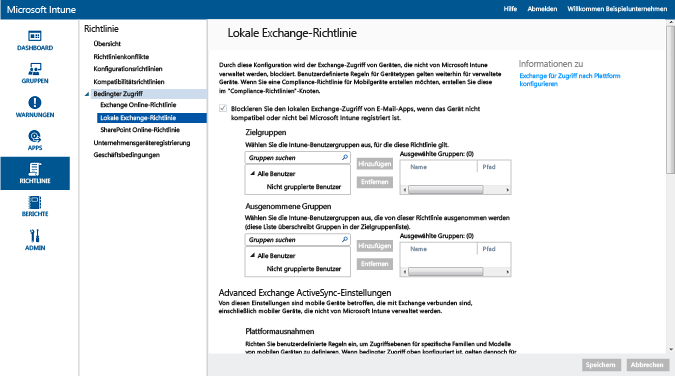 Microsoft Intune
Hilfe
Abmelden
Willkommen Beispielunternehmen
DASHBOARD
GRUPPEN
WARNUNGEN
APPS
RICHTLINIE
BERICHTE
ADMIN
Richtlinie
Übersicht
Richtlinienkonflikte
Konfigurationsrichtlinien
Kompatibilitätsrichtlinien
Bedingter Zugriff
Exchange Online-Richtlinie
Lokale Exchange-Richtlinie
SharePoint Online-Richtlinie
Unternehmensgeräteregistrierung
Geschäftsbedingungen
Lokale Exchange-Richtlinie
Durch diese Konfiguration wird der Exchange-Zugriff von Geräten, die nicht von Microsoft Intune
verwaltet werden, blockiert. Benutzerdefinierte Regeln für Gerätetypen gelten weiterhin für verwaltete
Geräte. Wenn Sie eine Compliance-Richtlinie für Mobilgeräte erstellen möchten, erstellen Sie diese
im "Compliance-Richtlinien"-Knoten.
Informationen zu
Exchange für Zugriff nach Plattform
konfigurieren
Blockieren Sie den lokalen Exchange-Zugriff von E-Mail-Apps, wenn das Gerät nicht
kompatibel oder nicht bei Microsoft Intune registriert ist.
Zielgruppen
Wählen Sie die Intune-Benutzergruppen aus, für die diese Richtlinie gilt.
Gruppen suchen
Alle Benutzer
Nicht gruppierte Benutzer
Hinzufügen
Entfernen
Ausgewählte Gruppen: (0)
Name
Pfad
Ausgenommene Gruppen
Wählen Sie die Intune-Benutzergruppen aus, die von dieser Richtlinie ausgenommen werden
(diese Liste überschreibt Gruppen in der Zielgruppenliste).
Gruppen suchen
Alle Benutzer
Nicht gruppierte Benutzer
Hinzufügen
Entfernen
Ausgewählte Gruppen: (0)
Name
Pfad
Advanced Exchange ActiveSync-Einstellungen
Von diesen Einstellungen sind mobile Geräte betroffen, die mit Exchange verbunden sind,
einschließlich mobiler Geräte, die nicht von Microsoft Intune verwaltet werden.
Plattformausnahmen
Richten Sie benutzerdefinierte Regeln ein, um Zugriffsebenen für spezifische Familien und Modelle
von mobilen Geräten zu definieren. Wenn bedingter Zugriff oben konfiguriert ist, gelten dennoch für
Speichern
Abbrechen